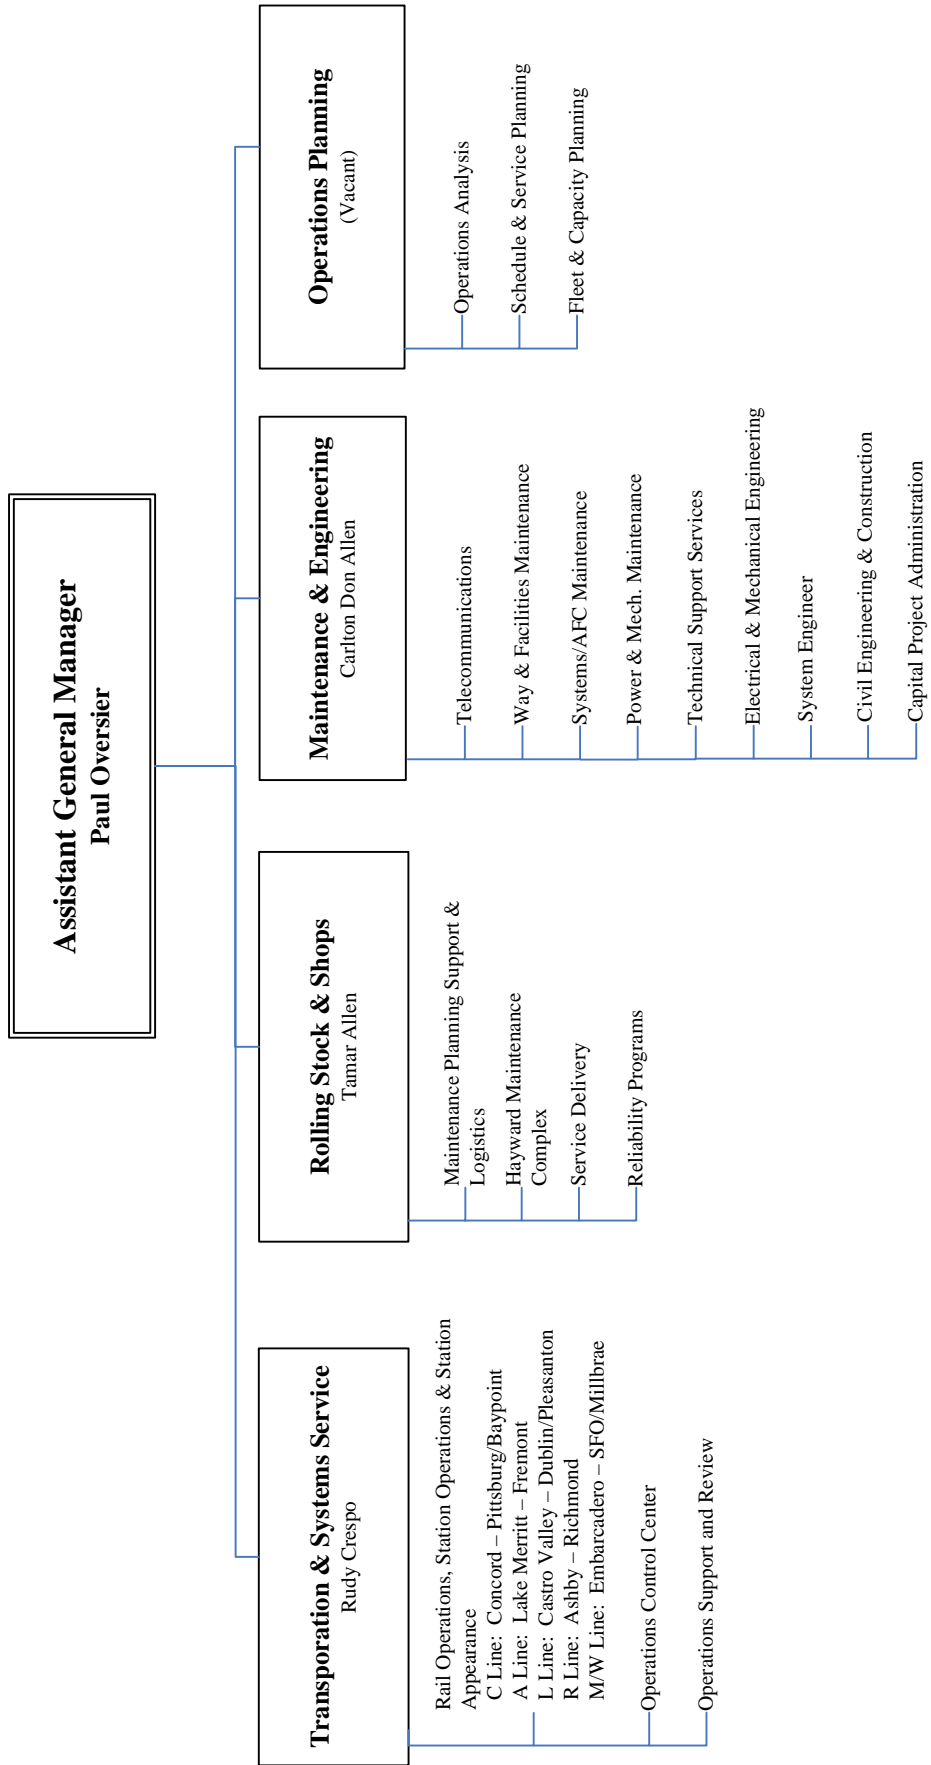 Assistant General Manager
Paul Oversier
Transporation & Systems Service
Rudy Crespo
Rail Operations, Station Operations & Station
Appearance
C Line: Concord – Pittsburg/Baypoint
A Line: Lake Merritt – Fremont
L Line: Castro Valley – Dublin/Pleasanton
R Line: Ashby – Richmond
M/W Line: Embarcadero – SFO/Millbrae
Operations Control Center
Operations Support and Review
Rolling Stock & Shops
Tamar Allen
Maintenance Planning Support &
Logistics
Hayward Maintenance
Complex
Service Delivery
Reliability Programs
Maintenance & Engineering
Carlton Don Allen
Telecommunications
Way & Facilities Maintenance
Systems/AFC Maintenance
Power & Mech. Maintenance
Technical Support Services
Electrical & Mechanical Engineering
System Engineer
Civil Engineering & Construction
Capital Project Administration
Operations Planning
(Vacant)
Operations Analysis
Schedule & Service Planning
Fleet & Capacity Planning